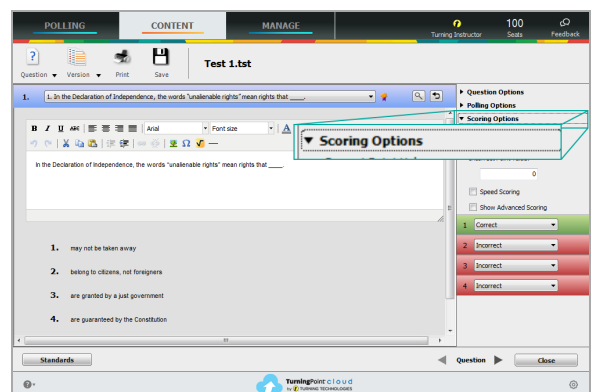 POLLING CONTENT MANAGE
Turning Instructor
100
Seats
Feedback
Question Version Print Save
Test 1.tst
1. 1. In the Declaration of Independence, the words "unalienable rights" mean rights that ____.
Question Options
Polling Options
Scoring Options
B I U ABC Arial Font size A
Scoring Options
0
In the Declaration of Independence, the words "unalienable rights" mean rights that ____.
Speed Scoring
Show Advanced Scoring
1 Correct
2 Incorrect
3 Incorrect
4 Incorrect
1. may not be taken away
2. belong to citizens, not foreigners
3. are granted by a just government
4. are guaranteed by the Constitution
Standards
Question
Close
TurningPoint cloud
by TURNING TECHNOLOGIES